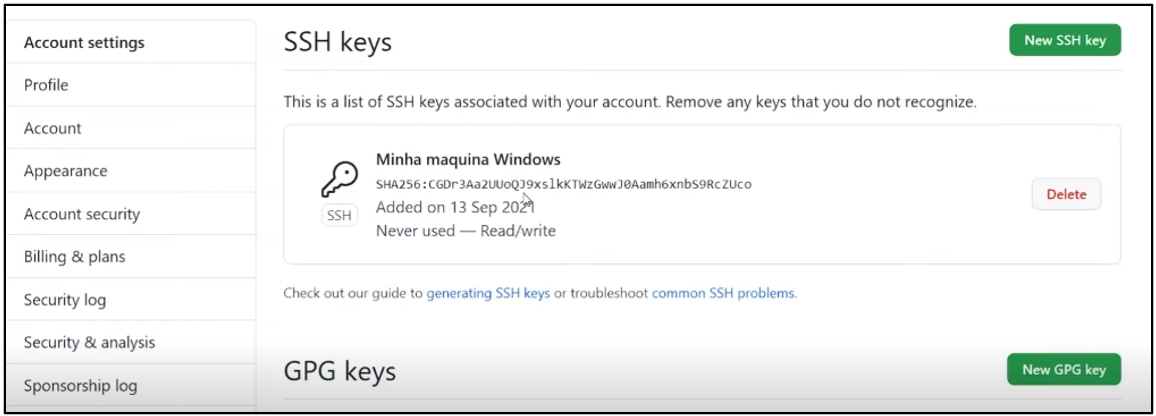 Account settings
Profile
Account
Appearance
Account security
Billing & plans
Security log
Security & analysis
Sponsorship log
SSH keys
New SSH key
This is a list of SSH keys associated with your account. Remove any keys that you do not recognize.
Minha maquina Windows
SHA256:CGDr3Aa2UUoQJ9xslkKTWzGwwJ0Aamh6xnbS9RcZUco
Added on 13 Sep 2021
Never used — Read/write
SSH
Delete
Check out our guide to generating SSH keys or troubleshoot common SSH problems.
GPG keys
New GPG key